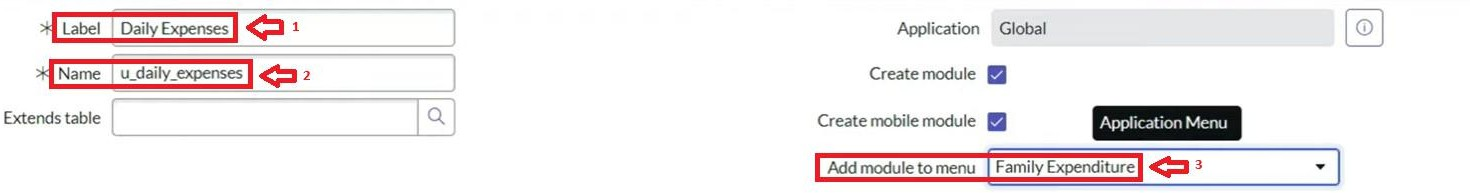 * Label Daily Expenses 1
* Name u_daily_expenses 2
Extends table
Application Global
Create module
Create mobile module
Application Menu
Add module to menu Family Expenditure 3